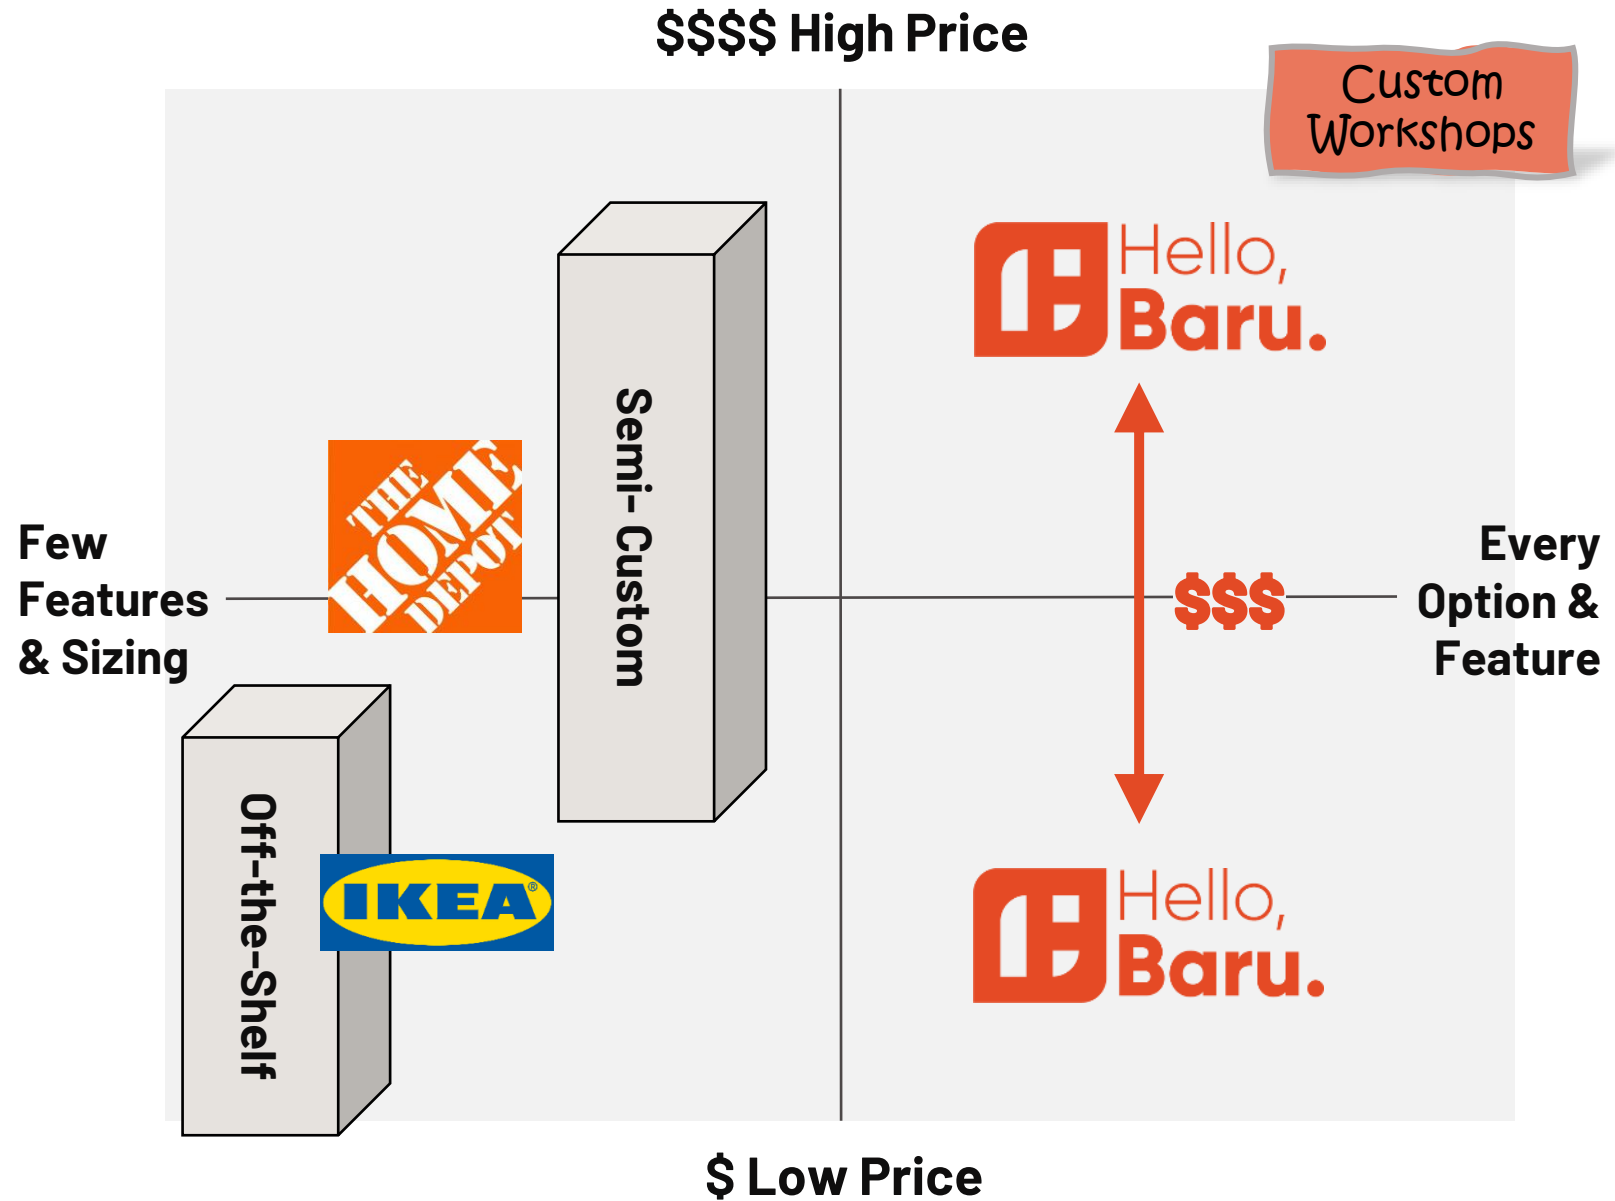 $$$$ High Price
Custom
Workshops
Hello,
Baru.
Semi- Custom
THE
HOME
DEPOT
Few
Features
& Sizing
$$$
Every
Option &
Feature
Off-the-Shelf
IKEA®
Hello,
Baru.
$ Low Price